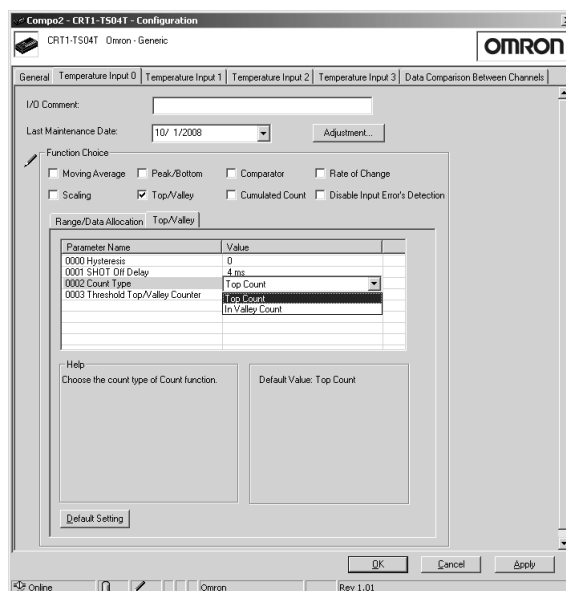 Compo2 - CRT1-TS04T - Configuration
CRT1-TS04T Omron - Generic
OMRON
General Temperature Input 0 Temperature Input 1 Temperature Input 2 Temperature Input 3 Data Comparison Between Channels
I/O Comment:
Last Maintenance Date: 10/ 1/2008 Adjustment...
Function Choice
Moving Average Peak/Bottom Comparator Rate of Change
Scaling Top/Valley Cumulated Count Disable Input Error's Detection
Range/Data Allocation Top/Valley
Parameter Name Value
0000 Hysteresis 0
0001 SHOT Off Delay 4 ms
0002 Count Type Top Count
0003 Threshold Top/Valley Counter Top Count
In Valley Count
Help
Choose the count type of Count function. Default Value: Top Count
Default Setting
OK Cancel Apply
Online Omron Rev 1.01